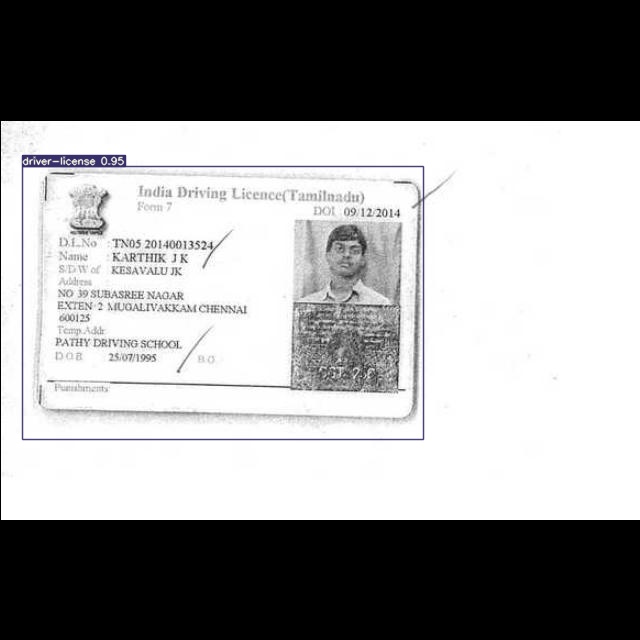 driver-license 0.95
India Driving Licence(Tamilnadu)
Form 7
DOI 09/12/2014
D.L.No : TN05 20140013524
Name : KARTHIK J K
S/D/W of : KESAVALU JK
Address :
NO 39 SUBASREE NAGAR
EXTEN 2 MUGALIVAKKAM CHENNAI
600125
Temp.Addr
PATHY DRIVING SCHOOL
D.O.B 25/07/1995 B.G.
Punishments